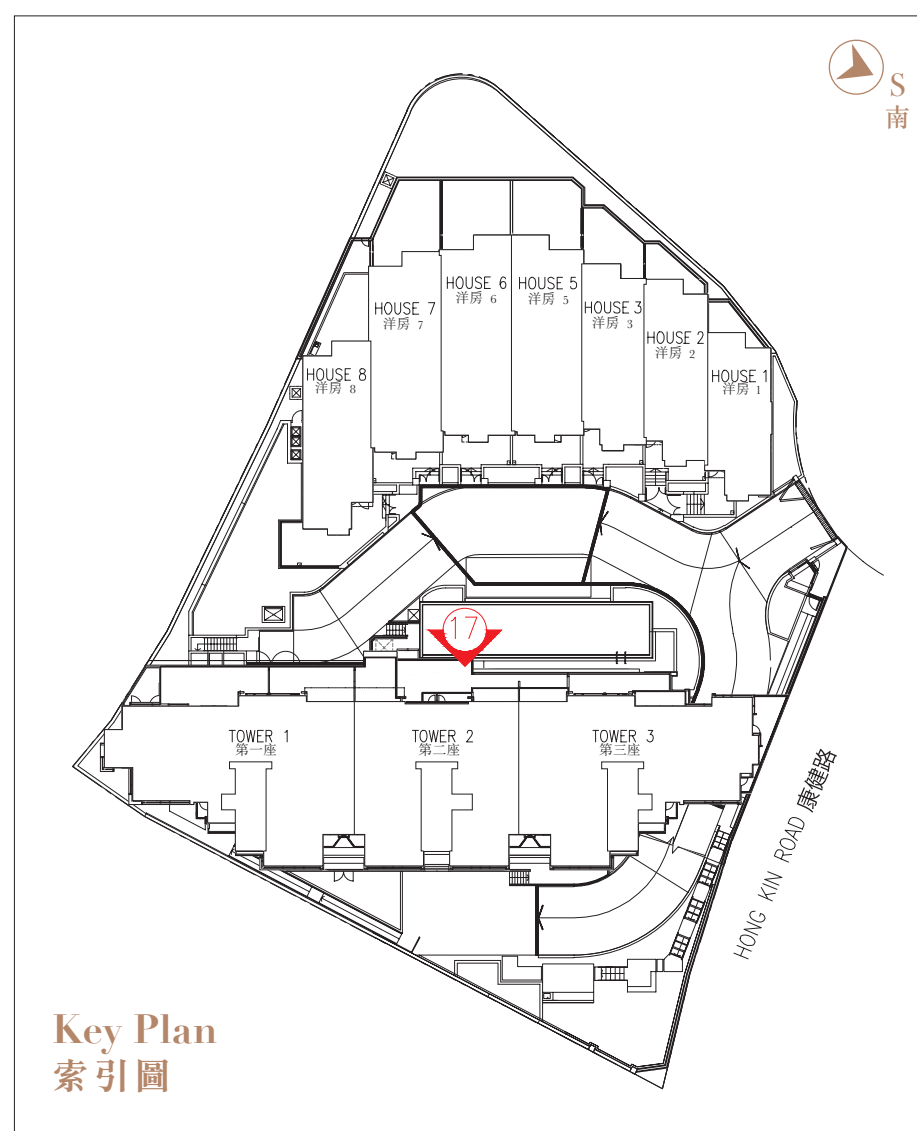 S
南
HOUSE 6
洋房 6
HOUSE 5
洋房 5
HOUSE 7
洋房 7
HOUSE 3
洋房 3
HOUSE 2
洋房 2
HOUSE 8
洋房 8
HOUSE 1
洋房 1
17
TOWER 1
第一座
TOWER 2
第二座
TOWER 3
第三座
HONG KIN ROAD 康健路
Key Plan
索引圖